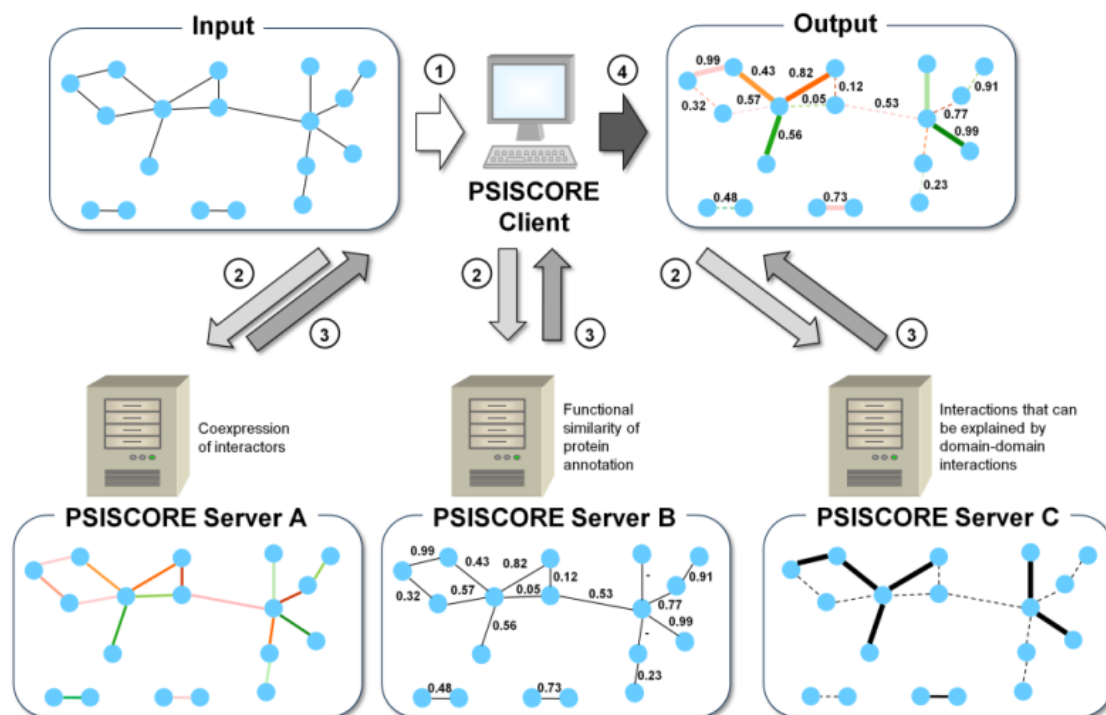 Input
Output
1
4
0.99
0.43
0.82
0.12
0.91
0.32
0.57
0.05
0.53
0.77
0.56
0.99
0.23
0.48
0.73
PSISCORE
Client
2
3
2
3
2
3
Coexpression
of interactors
Functional
similarity of
protein
annotation
Interactions that can
be explained by
domain-domain
interactions
PSISCORE Server A
PSISCORE Server B
PSISCORE Server C
0.99
0.43
0.82
-
0.12
0.91
0.32
0.57
0.05
0.53
0.77
0.56
-
0.99
0.23
0.48
0.73